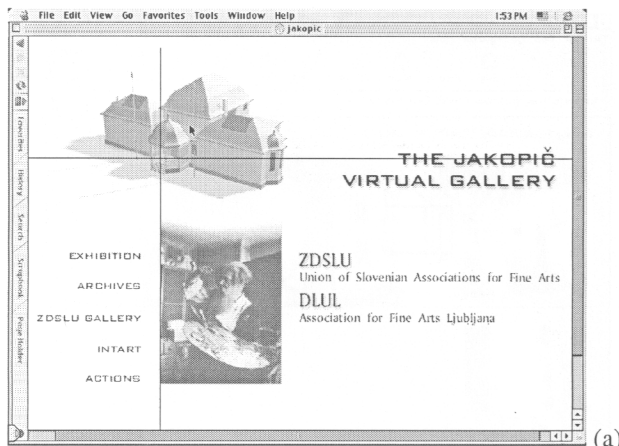 File Edit View Go Favorites Tools Window Help 1:53 PM
jakopic
Favorites
History
Search
Scrapbook
Page Holder
THE JAKOPIČ
VIRTUAL GALLERY
EXHIBITION
ARCHIVES
ZDSLU GALLERY
INTART
ACTIONS
ZDSLU
Union of Slovenian Associations for Fine Arts
DLUL
Association for Fine Arts Ljubljana
(a)